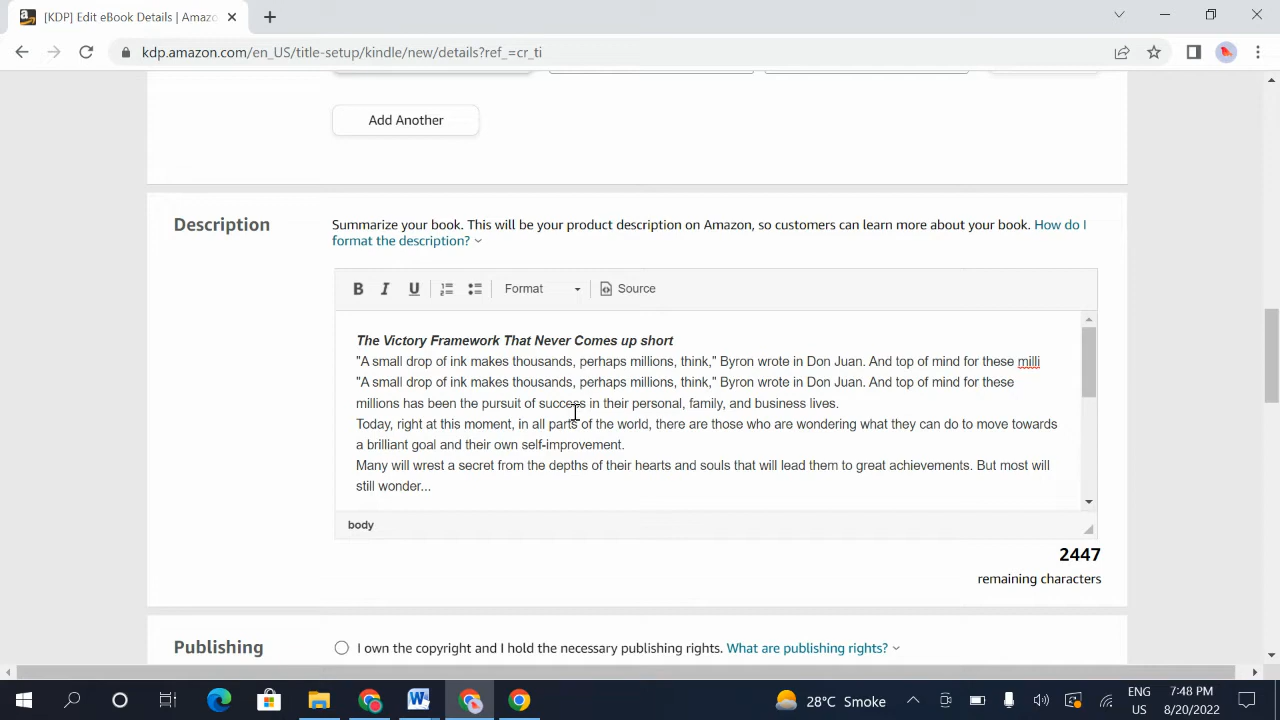 [KDP] Edit eBook Details | Amazo
kdp.amazon.com/en_US/title-setup/kindle/new/details?ref_=cr_ti
Add Another
Description
Summarize your book. This will be your product description on Amazon, so customers can learn more about your book. How do I
format the description?
B I U Format Source
The Victory Framework That Never Comes up short
"A small drop of ink makes thousands, perhaps millions, think," Byron wrote in Don Juan. And top of mind for these milli
"A small drop of ink makes thousands, perhaps millions, think," Byron wrote in Don Juan. And top of mind for these
millions has been the pursuit of success in their personal, family, and business lives.
Today, right at this moment, in all parts of the world, there are those who are wondering what they can do to move towards
a brilliant goal and their own self-improvement.
Many will wrest a secret from the depths of their hearts and souls that will lead them to great achievements. But most will
still wonder...
body
2447
remaining characters
Publishing
I own the copyright and I hold the necessary publishing rights. What are publishing rights?
28°C Smoke
ENG
US
7:48 PM
8/20/2022